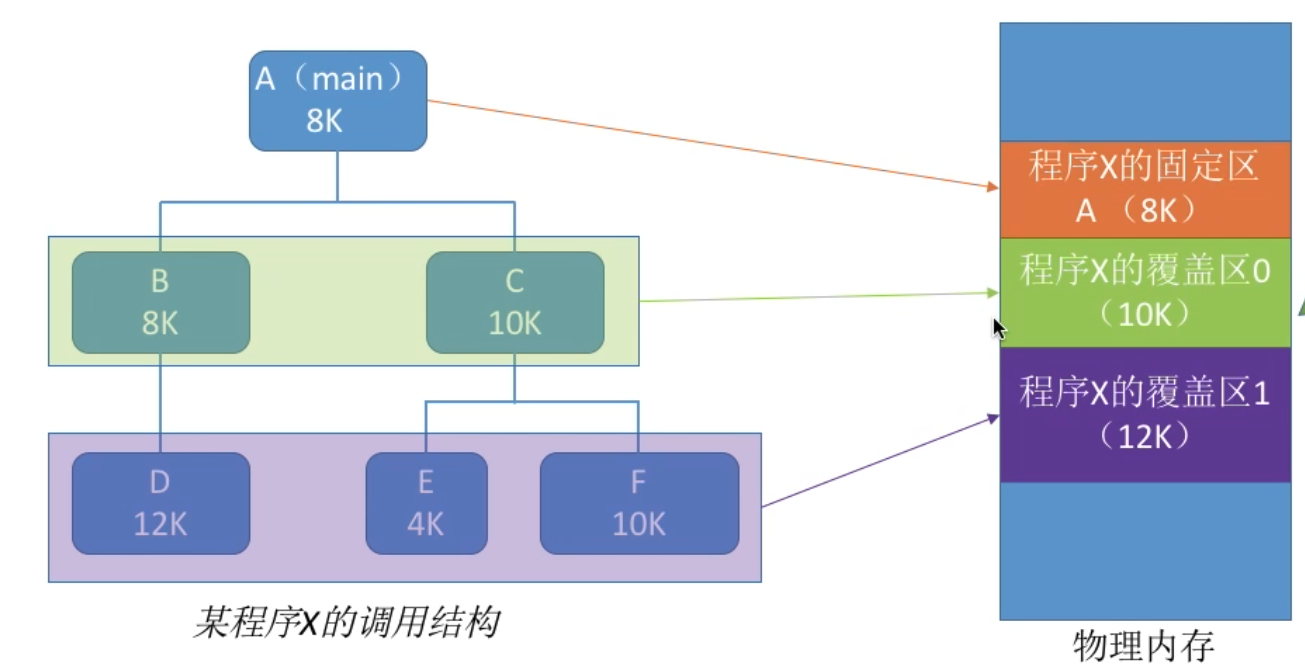 A（main）
8K
B
8K
C
10K
D
12K
E
4K
F
10K
某程序X的调用结构
程序X的固定区
A （8K）
程序X的覆盖区0
（10K）
程序X的覆盖区1
（12K）
物理内存